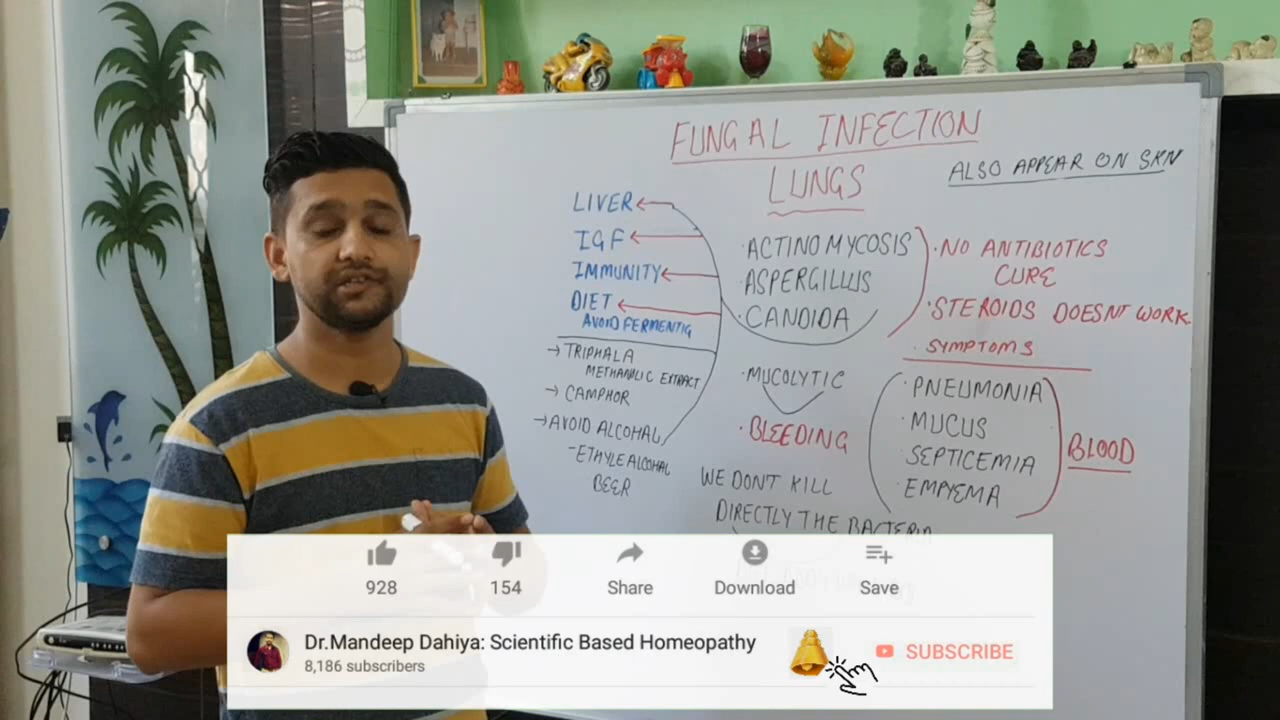 FUNGAL INFECTION
ALSO APPEAR ON SKN
LUNGS
LIVER
IGF
IMMUNITY
DIET
AVOID FERMENTIG
→ TRIPHALA
METHANALIC EXTRACT
→ CAMPHOR
→ AVOID ALCOHAL
- ETHYLE ALCOHAL
BEER
· ACTINOMYCOSIS
· ASPERGILLUS
· CANDIDA
· MUCOLYTIC
· BLEEDING
WE DON'T KILL
DIRECTLY THE BACTERIA
· NO ANTIBIOTICS
CURE
· STEROIDS DOESNT WORK.
· SYMPTOMS
· PNEUMONIA
· MUCUS
· SEPTICEMIA
· EMPYEMA
BLOOD
928
154
Share
Download
Save
Dr.Mandeep Dahiya: Scientific Based Homeopathy
8,186 subscribers
SUBSCRIBE